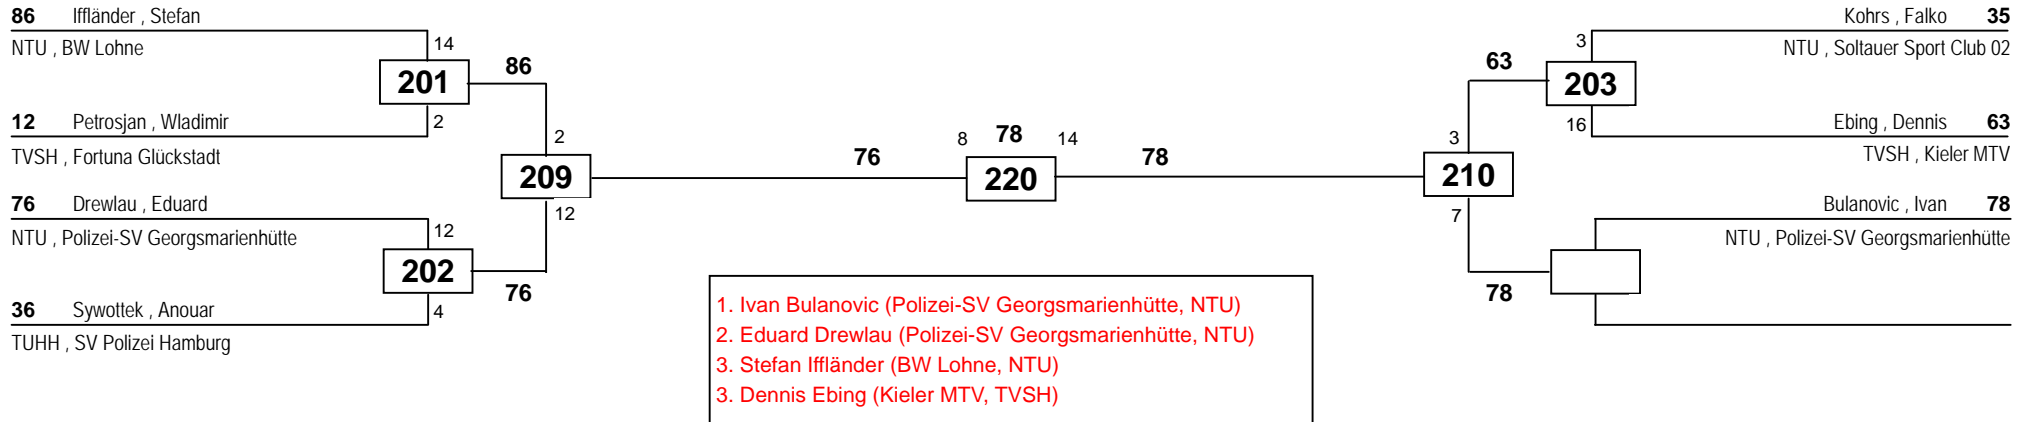 86 Iffländer , Stefan
NTU , BW Lohne
14
201
86
12 Petrosjan , Wladimir
2
TVSH , Fortuna Glückstadt
2
209
12
76 Drewlau , Eduard
NTU , Polizei-SV Georgsmarienhütte
12
202
76
36 Sywottek , Anouar
4
TUHH , SV Polizei Hamburg
76
8 78 14
220
78
Kohrs , Falko 35
3
NTU , Soltauer Sport Club 02
63
203
Ebing , Dennis 63
16
TVSH , Kieler MTV
3
210
7
Bulanovic , Ivan 78
NTU , Polizei-SV Georgsmarienhütte
78
1. Ivan Bulanovic (Polizei-SV Georgsmarienhütte, NTU)
2. Eduard Drewlau (Polizei-SV Georgsmarienhütte, NTU)
3. Stefan Iffländer (BW Lohne, NTU)
3. Dennis Ebing (Kieler MTV, TVSH)